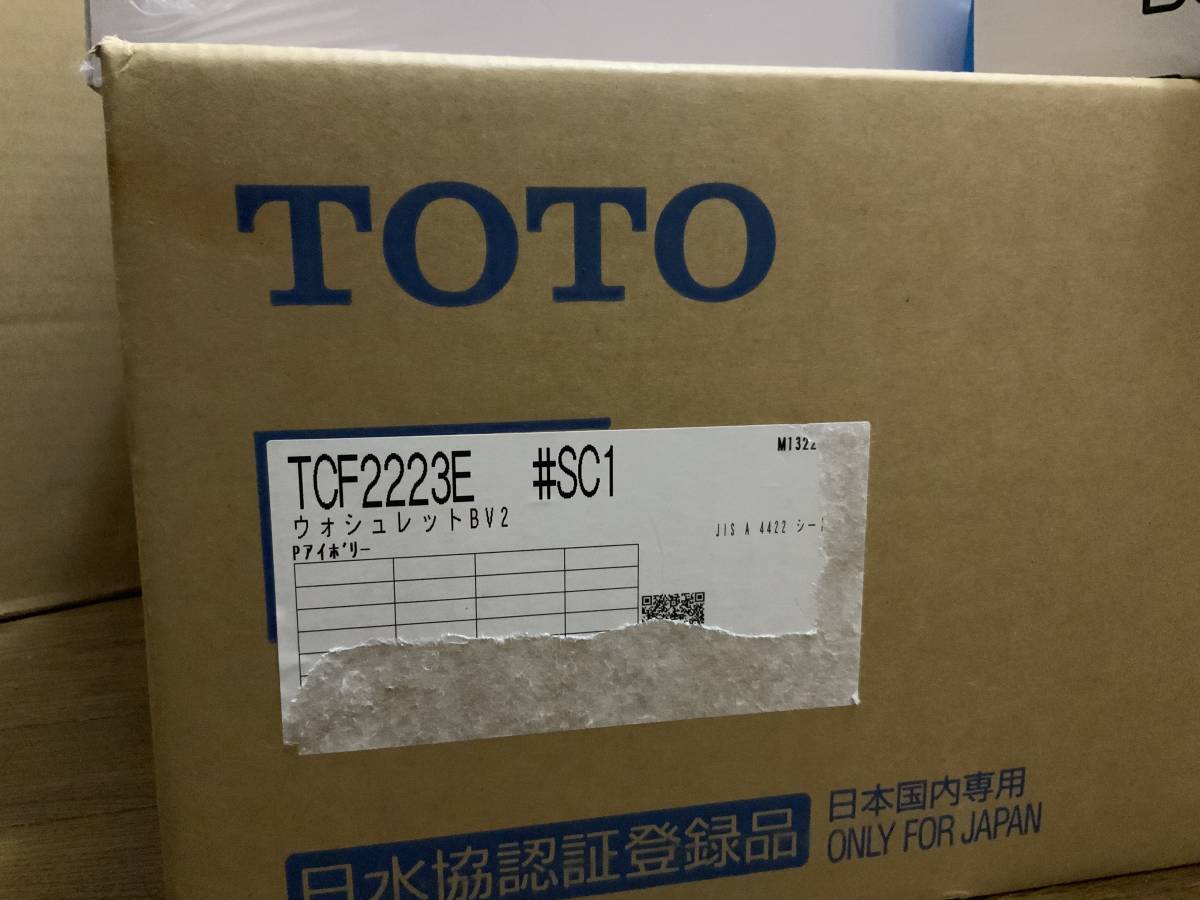 TOTO
TCF2223E #SC1
M1322
ウォシュレットBV2
JIS A 4422 シー
Pアイボリー
日本国内専用
ONLY FOR JAPAN
日水協認証登録品